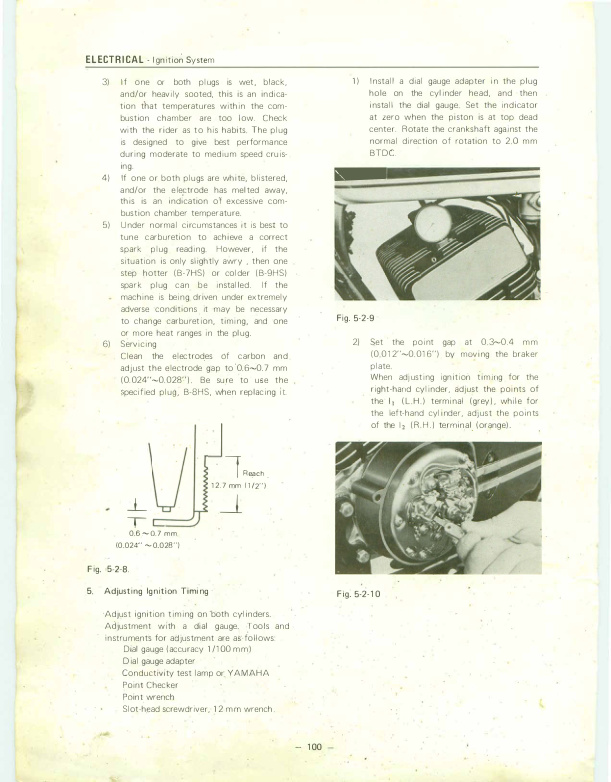 ELECTRICAL - Ignition System
3) If one or both plugs is wet, black,
and/or heavily sooted, this is an indica-
tion that temperatures within the com-
bustion chamber are too low. Check
with the rider as to his habits. The plug
is designed to give best performance
during moderate to medium speed cruis-
ing.
4) If one or both plugs are white, blistered,
and/or the electrode has melted away,
this is an indication of excessive com-
bustion chamber temperature.
5) Under normal circumstances it is best to
tune carburetion to achieve a correct
spark plug reading. However, if the
situation is only slightly awry , then one
step hotter (B-7HS) or colder (B-9HS)
spark plug can be installed. If the
machine is being driven under extremely
adverse conditions it may be necessary
to change carburetion, timing, and one
or more heat ranges in the plug.
6) Servicing
Clean the electrodes of carbon and
adjust the electrode gap to 0.6~0.7 mm
(0.024''~0.028''). Be sure to use the
specified plug, B-8HS, when replacing it.
Reach
12.7 mm (1/2'')
0.6 ~ 0.7 mm
(0.024'' ~ 0.028'')
Fig. 5-2-8.
5. Adjusting Ignition Timing
Adjust ignition timing on both cylinders.
Adjustment with a dial gauge. Tools and
instruments for adjustment are as follows:
Dial gauge (accuracy 1/100 mm)
Dial gauge adapter
Conductivity test lamp or YAMAHA
Point Checker
Point wrench
Slot-head screwdriver, 12 mm wrench.
1) Install a dial gauge adapter in the plug
hole on the cylinder head, and then
install the dial gauge. Set the indicator
at zero when the piston is at top dead
center. Rotate the crankshaft against the
normal direction of rotation to 2.0 mm
BTDC.
Fig. 5-2-9
2) Set the point gap at 0.3~0.4 mm
(0.012''~0.016'') by moving the braker
plate.
When adjusting ignition timing for the
right-hand cylinder, adjust the points of
the I₁ (L.H.) terminal (grey), while for
the left-hand cylinder, adjust the points
of the I₂ (R.H.) terminal (orange).
Fig. 5-2-10
— 100 —